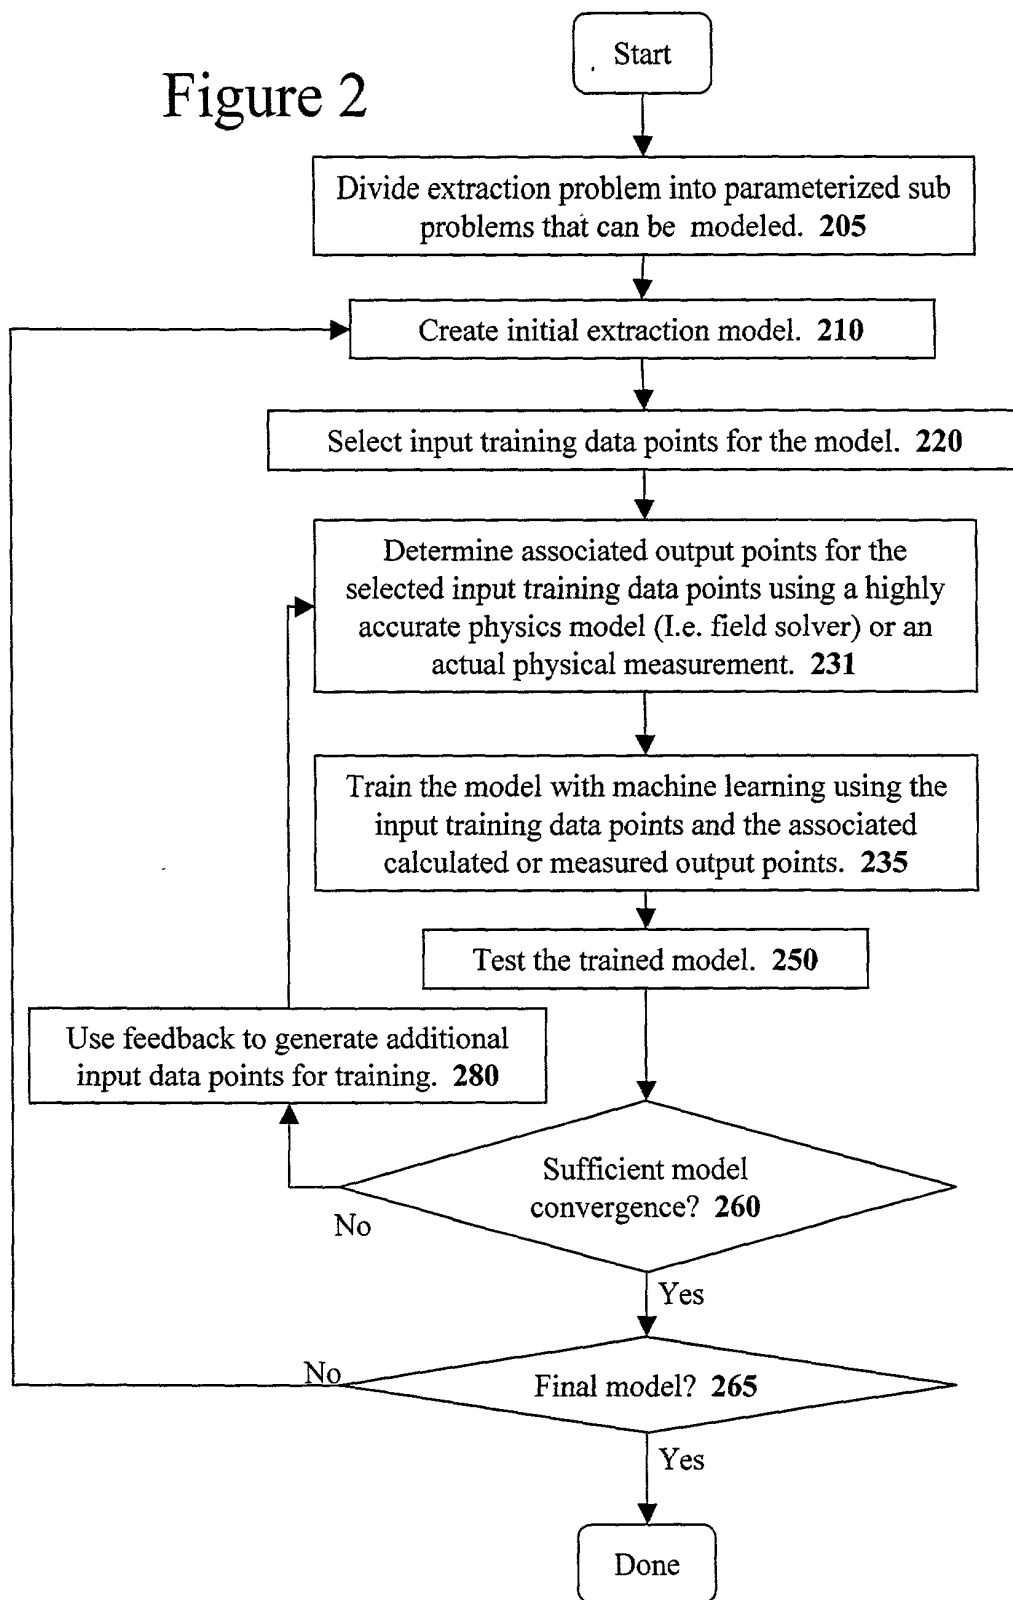 Figure 2
Start
Divide extraction problem into parameterized sub
problems that can be modeled. 205
Create initial extraction model. 210
Select input training data points for the model. 220
Determine associated output points for the
selected input training data points using a highly
accurate physics model (I.e. field solver) or an
actual physical measurement. 231
Train the model with machine learning using the
input training data points and the associated
calculated or measured output points. 235
Test the trained model. 250
Use feedback to generate additional
input data points for training. 280
Sufficient model
convergence? 260
No
Yes
No
Final model? 265
Yes
Done